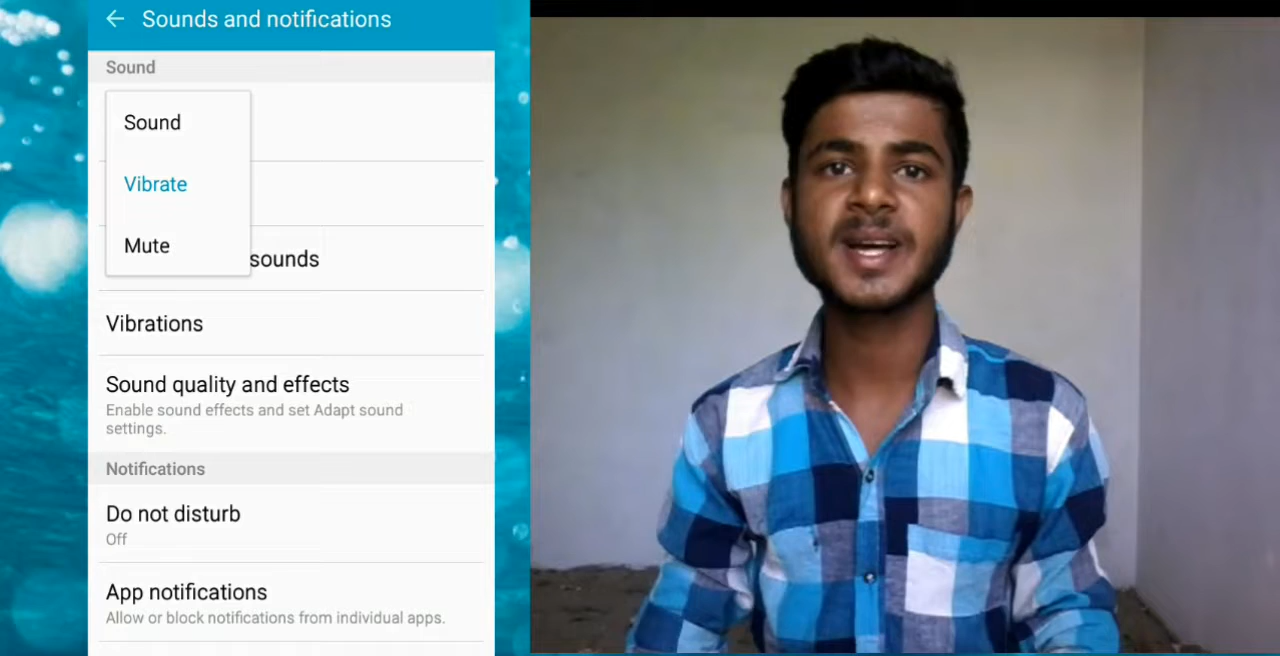 Sounds and notifications
Sound
Sound
Vibrate
Mute
sounds
Vibrations
Sound quality and effects
Enable sound effects and set Adapt sound
settings.
Notifications
Do not disturb
Off
App notifications
Allow or block notifications from individual apps.